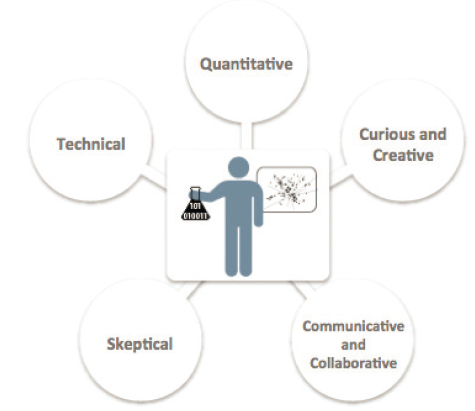 Quantitative
Technical
Curious and
Creative
101
010011
Skeptical
Communicative
and
Collaborative